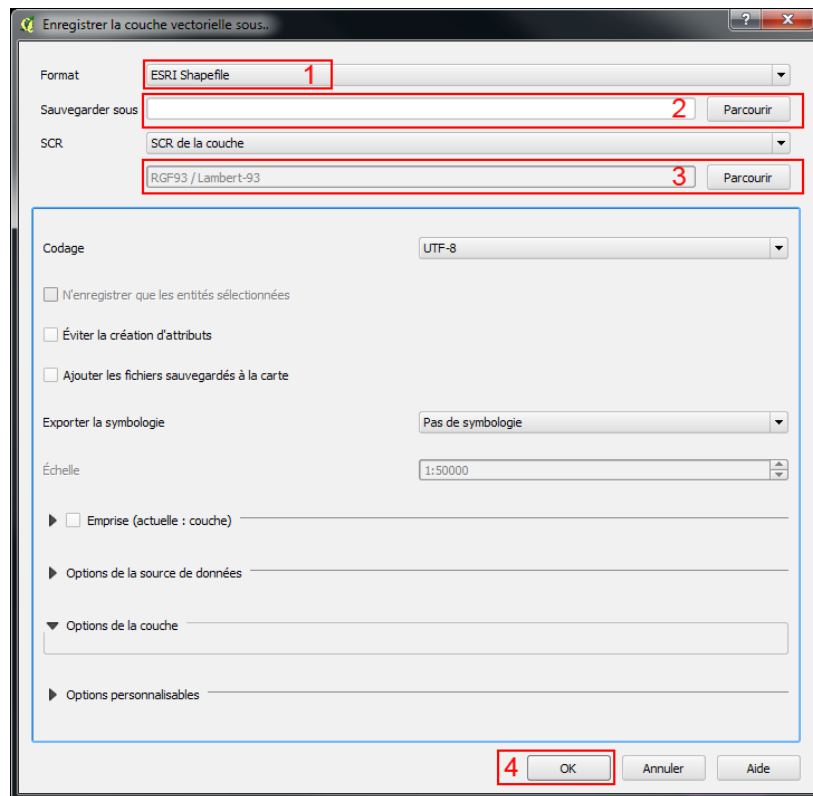 Enregistrer la couche vectorielle sous..
?
Format ESRI Shapefile 1
Sauvegarder sous 2 Parcourir
SCR SCR de la couche
RGF93 / Lambert-93 3 Parcourir
Codage UTF-8
N'enregistrer que les entités sélectionnées
Éviter la création d'attributs
Ajouter les fichiers sauvegardés à la carte
Exporter la symbologie Pas de symbologie
Échelle 1:50000
Emprise (actuelle : couche)
Options de la source de données
Options de la couche
Options personnalisables
4 OK Annuler Aide